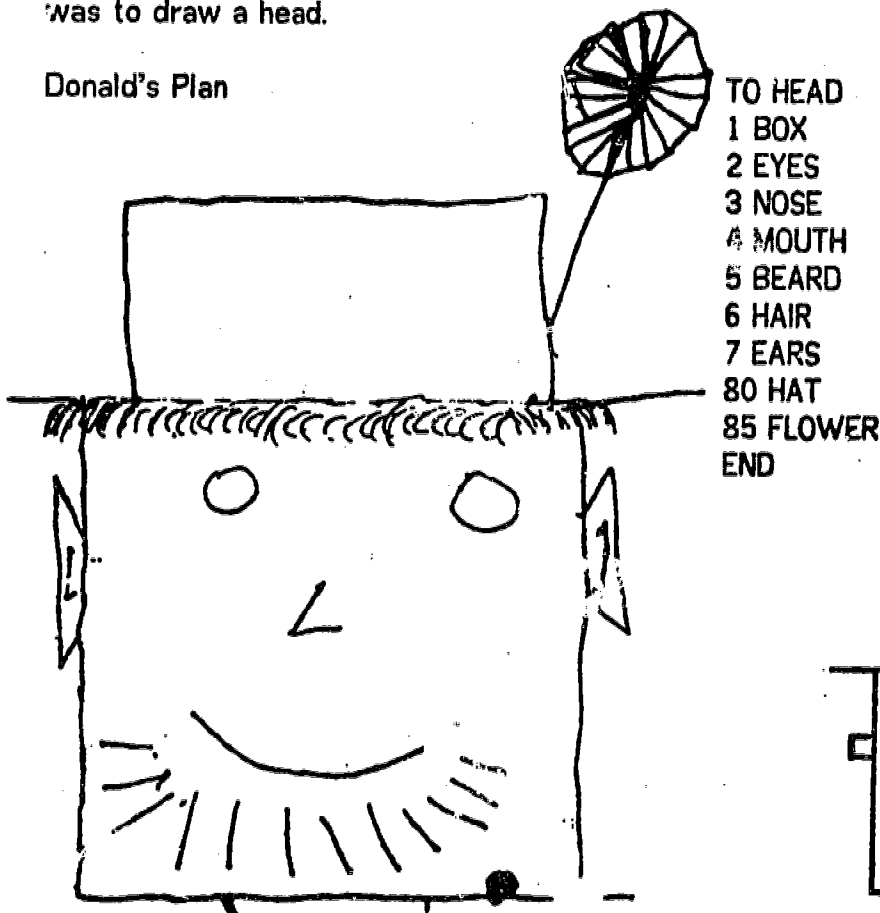 was to draw a head.
Donald's Plan
TO HEAD
1 BOX
2 EYES
3 NOSE
4 MOUTH
5 BEARD
6 HAIR
7 EARS
80 HAT
85 FLOWER
END